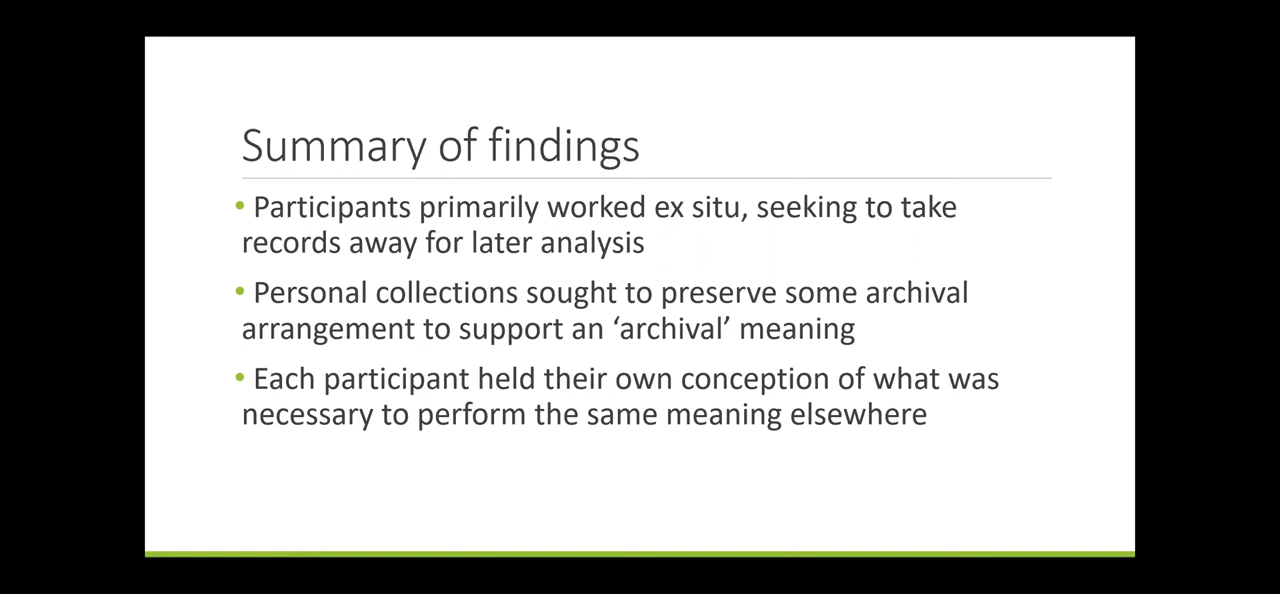 Summary of findings
• Participants primarily worked ex situ, seeking to take
records away for later analysis
• Personal collections sought to preserve some archival
arrangement to support an ‘archival’ meaning
• Each participant held their own conception of what was
necessary to perform the same meaning elsewhere